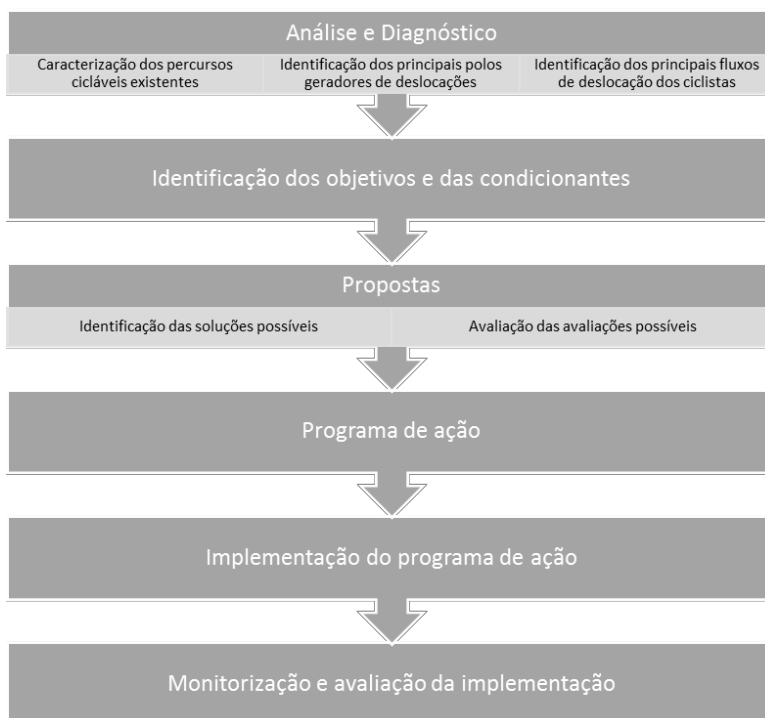 Análise e Diagnóstico
Caracterização dos percursos
cicláveis existentes
Identificação dos principais polos
geradores de deslocações
Identificação dos principais fluxos
de deslocação dos ciclistas
Identificação dos objetivos e das condicionantes
Propostas
Identificação das soluções possíveis
Avaliação das avaliações possíveis
Programa de ação
Implementação do programa de ação
Monitorização e avaliação da implementação